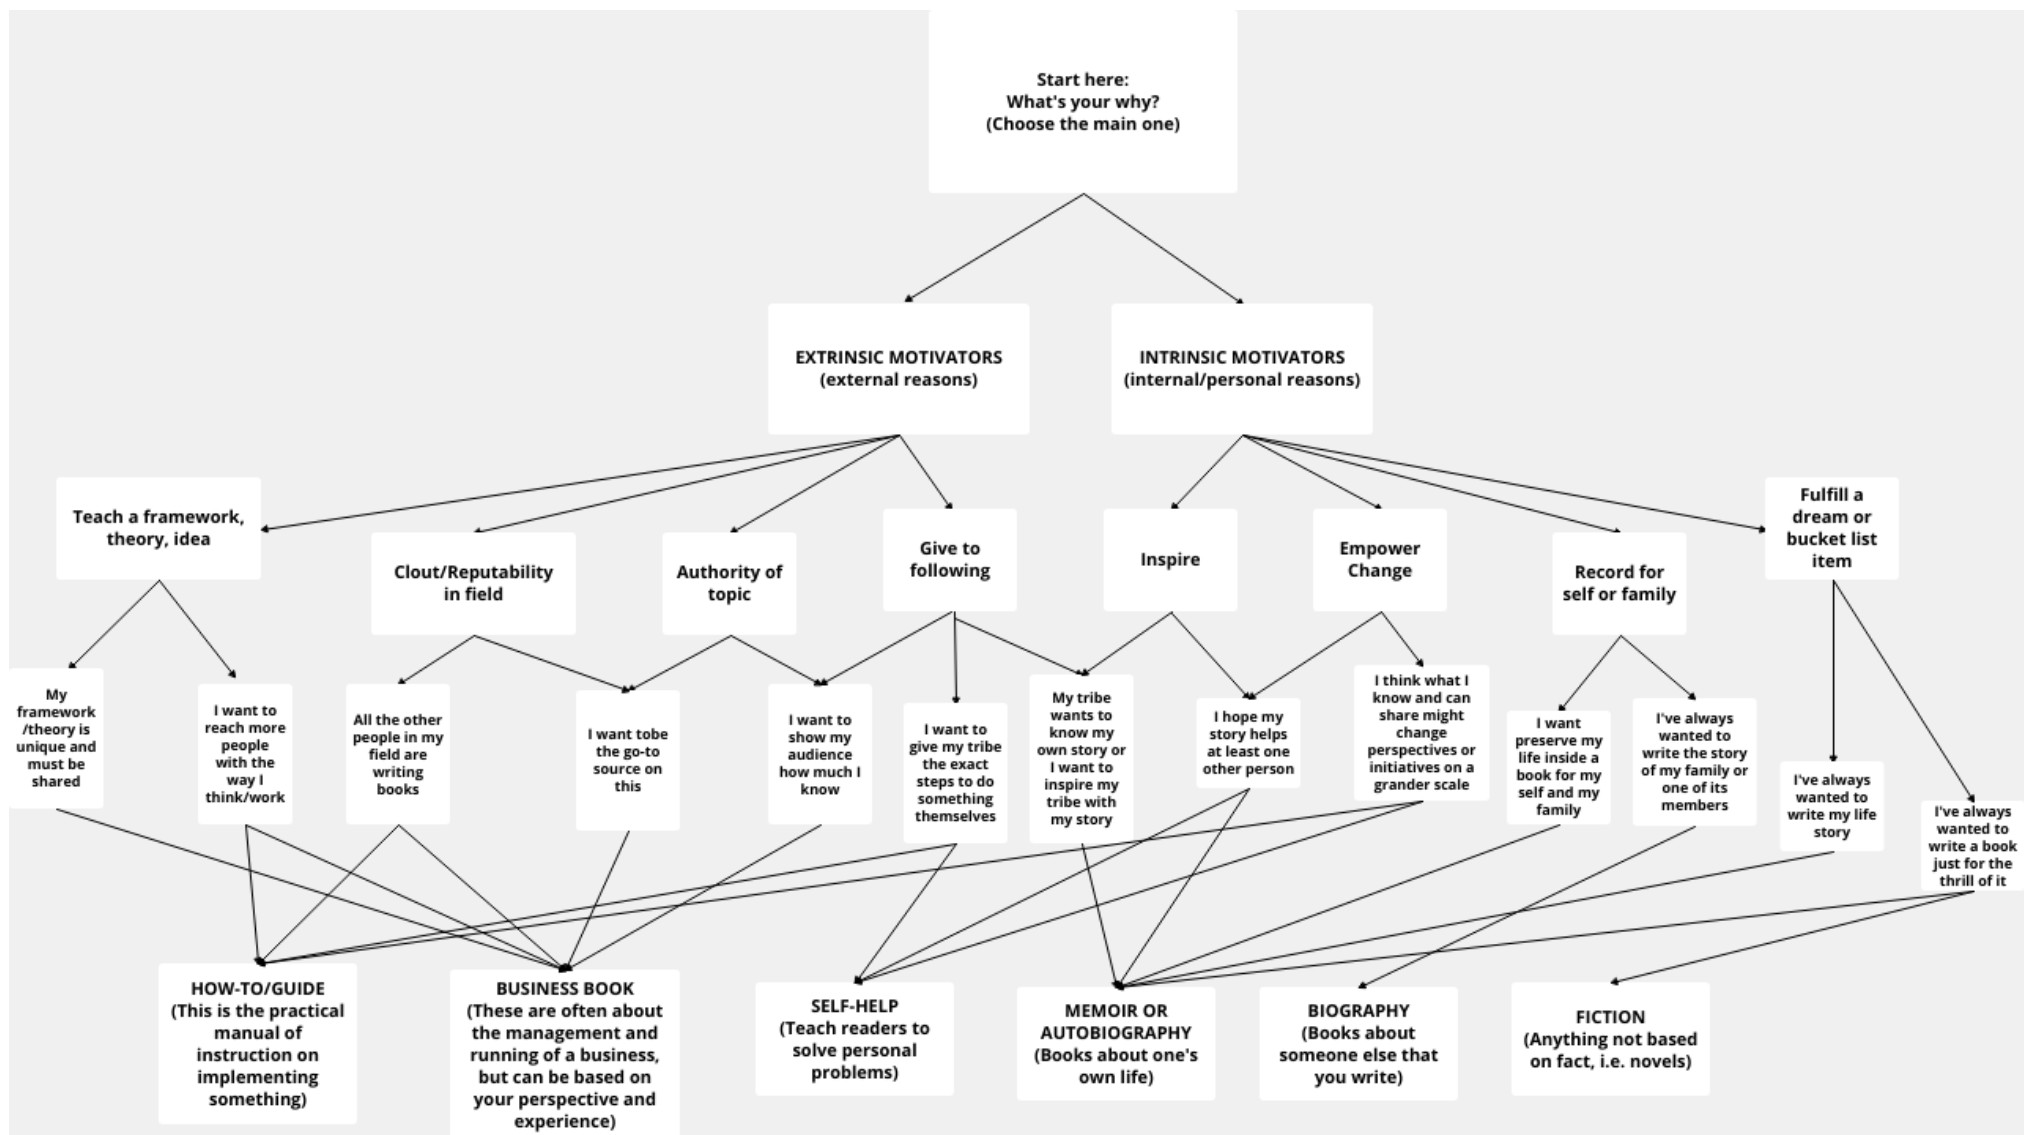 Start here:
What's your why?
(Choose the main one)
EXTRINSIC MOTIVATORS
(external reasons)
INTRINSIC MOTIVATORS
(internal/personal reasons)
Teach a framework,
theory, idea
Clout/Reputability
in field
Authority of
topic
Give to
following
Inspire
Empower
Change
Record for
self or family
Fulfill a
dream or
bucket list
item
My
framework
/theory is
unique and
must be
shared
I want to
reach more
people
with the
way I
think/work
All the other
people in my
field are
writing
books
I want tobe
the go-to
source on
this
I want to
show my
audience
how much I
know
I want to
give my tribe
the exact
steps to do
something
themselves
My tribe
wants to
know my
own story or
I want to
inspire my
tribe with
my story
I hope my
story helps
at least one
other person
I think what I
know and can
share might
change
perspectives or
initiatives on a
grander scale
I want
preserve my
life inside a
book for my
self and my
family
I've always
wanted to
write the story
of my family or
one of its
members
I've always
wanted to
write my life
story
I've always
wanted to
write a book
just for the
thrill of it
HOW-TO/GUIDE
(This is the practical
manual of
instruction on
implementing
something)
BUSINESS BOOK
(These are often about
the management and
running of a business,
but can be based on
your perspective and
experience)
SELF-HELP
(Teach readers to
solve personal
problems)
MEMOIR OR
AUTOBIOGRAPHY
(Books about one's
own life)
BIOGRAPHY
(Books about
someone else that
you write)
FICTION
(Anything not based
on fact, i.e. novels)